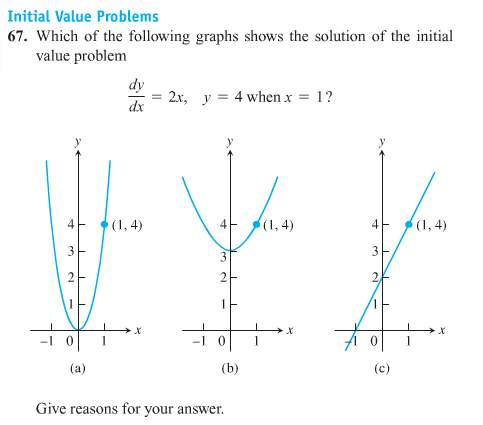 Initial Value Problems
67. Which of the following graphs shows the solution of the initial
value problem
dy/dx = 2x, y = 4 when x = 1?
y y y
4 (1, 4) 4 (1, 4) 4 (1, 4)
3 3 3
2 2 2
1 1 1
−1 0 1 x −1 0 1 x −1 0 1 x
(a) (b) (c)
Give reasons for your answer.